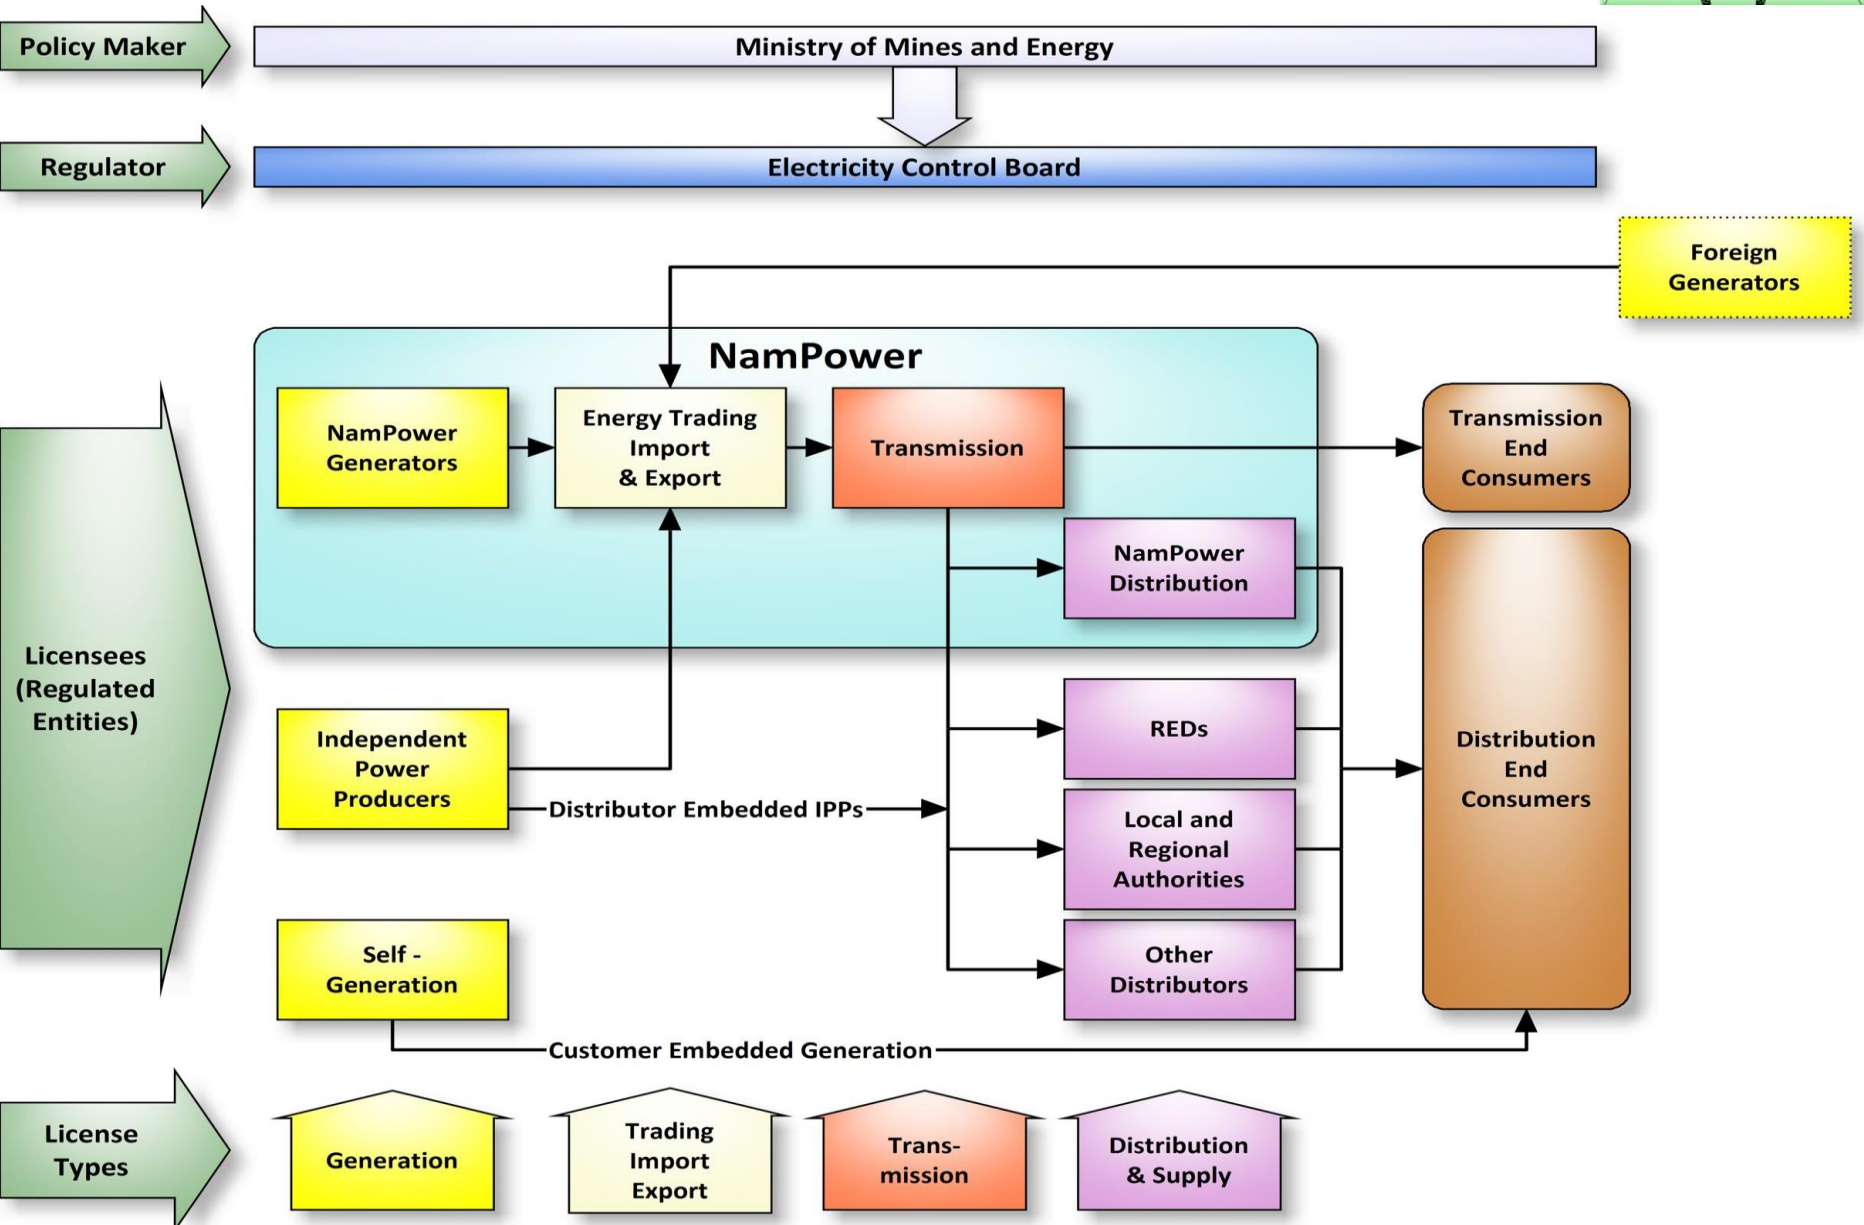 Policy Maker
Ministry of Mines and Energy
Regulator
Electricity Control Board
Foreign
Generators
NamPower
NamPower
Generators
Energy Trading
Import
& Export
Transmission
Transmission
End
Consumers
NamPower
Distribution
Licensees
(Regulated
Entities)
Independent
Power
Producers
REDs
Distribution
End
Consumers
Distributor Embedded IPPs
Local and
Regional
Authorities
Self -
Generation
Other
Distributors
Customer Embedded Generation
License
Types
Generation
Trading
Import
Export
Trans-
mission
Distribution
& Supply